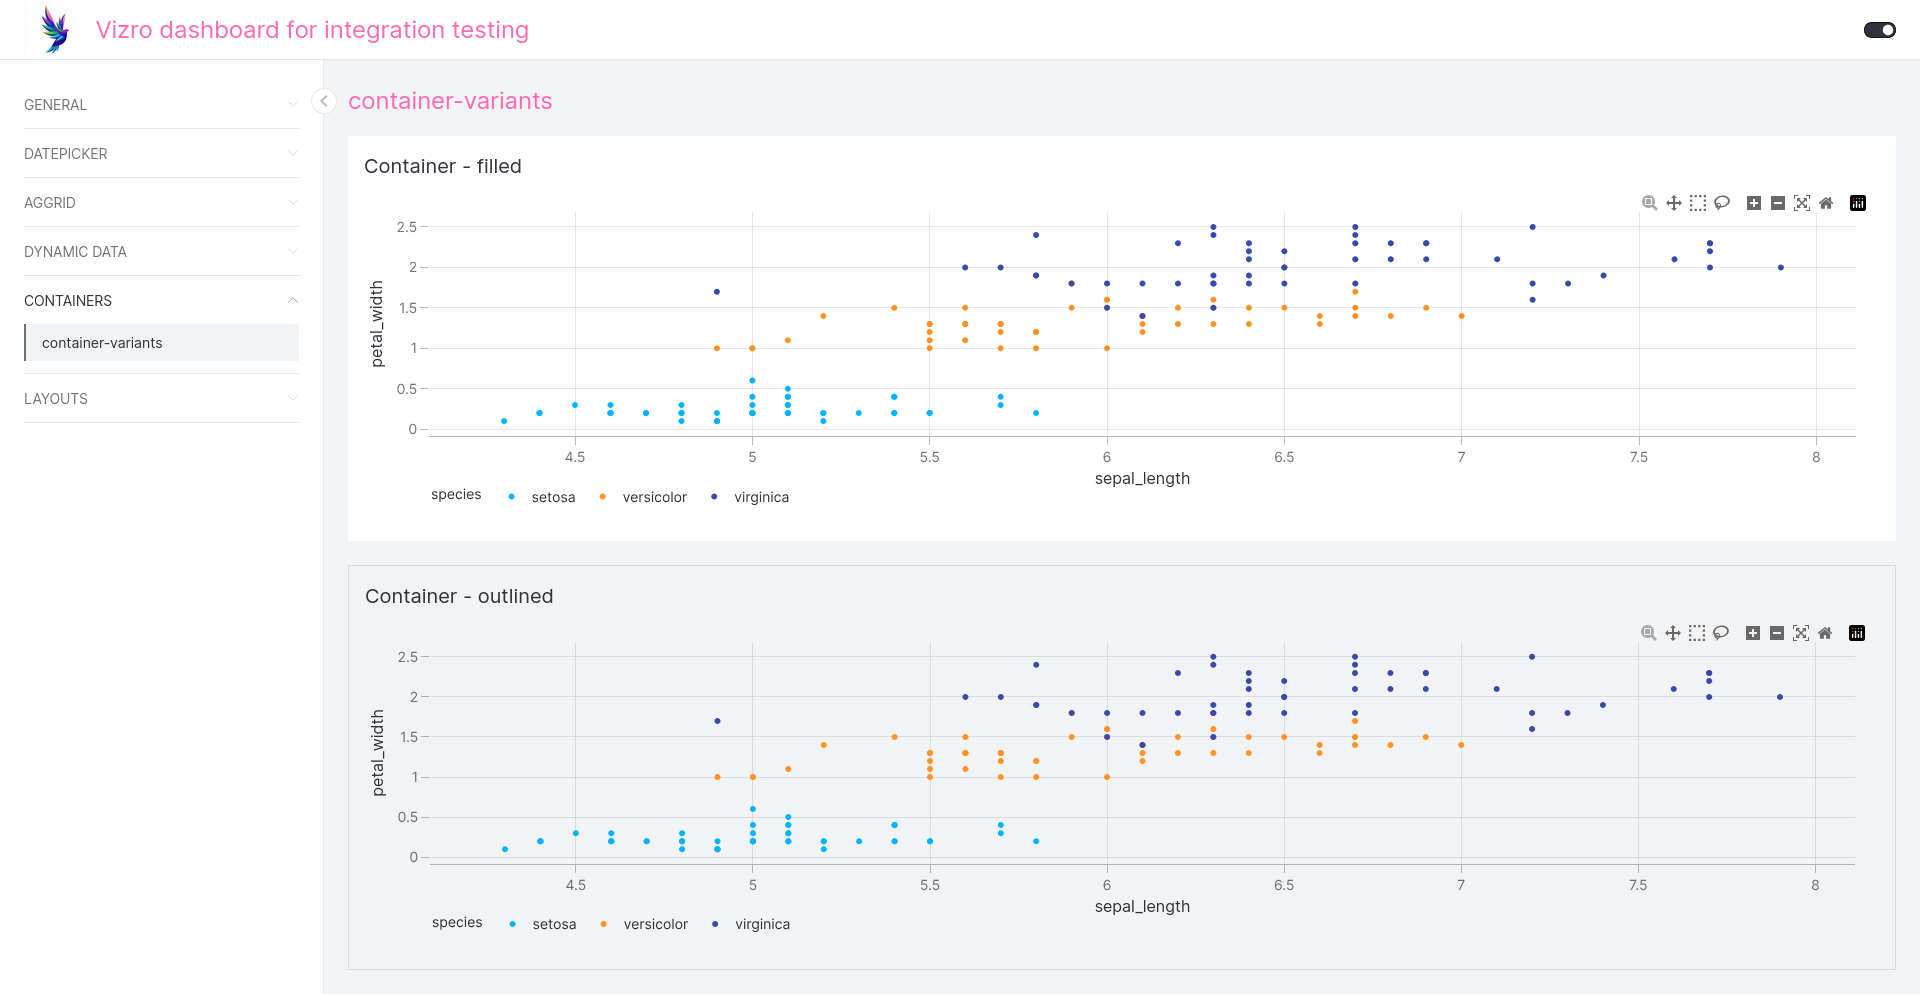 Vizro dashboard for integration testing
GENERAL
DATEPICKER
AGGRID
DYNAMIC DATA
CONTAINERS
container-variants
LAYOUTS
container-variants
Container - filled
petal_width
2.5
2
1.5
1
0.5
0
4.5 5 5.5 6 6.5 7 7.5 8
sepal_length
species setosa versicolor virginica
Container - outlined
petal_width
2.5
2
1.5
1
0.5
0
4.5 5 5.5 6 6.5 7 7.5 8
sepal_length
species setosa versicolor virginica